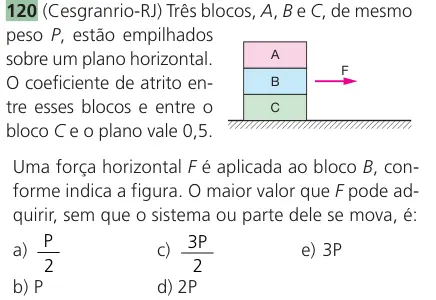 120 (Cesgranrio-RJ) Três blocos, A, B e C, de mesmo
peso P, estão empilhados
sobre um plano horizontal.
O coeficiente de atrito en-
tre esses blocos e entre o
bloco C e o plano vale 0,5.
A
B
F
C
Uma força horizontal F é aplicada ao bloco B, con-
forme indica a figura. O maior valor que F pode ad-
quirir, sem que o sistema ou parte dele se mova, é:
a) P/2 c) 3P/2 e) 3P
b) P d) 2P